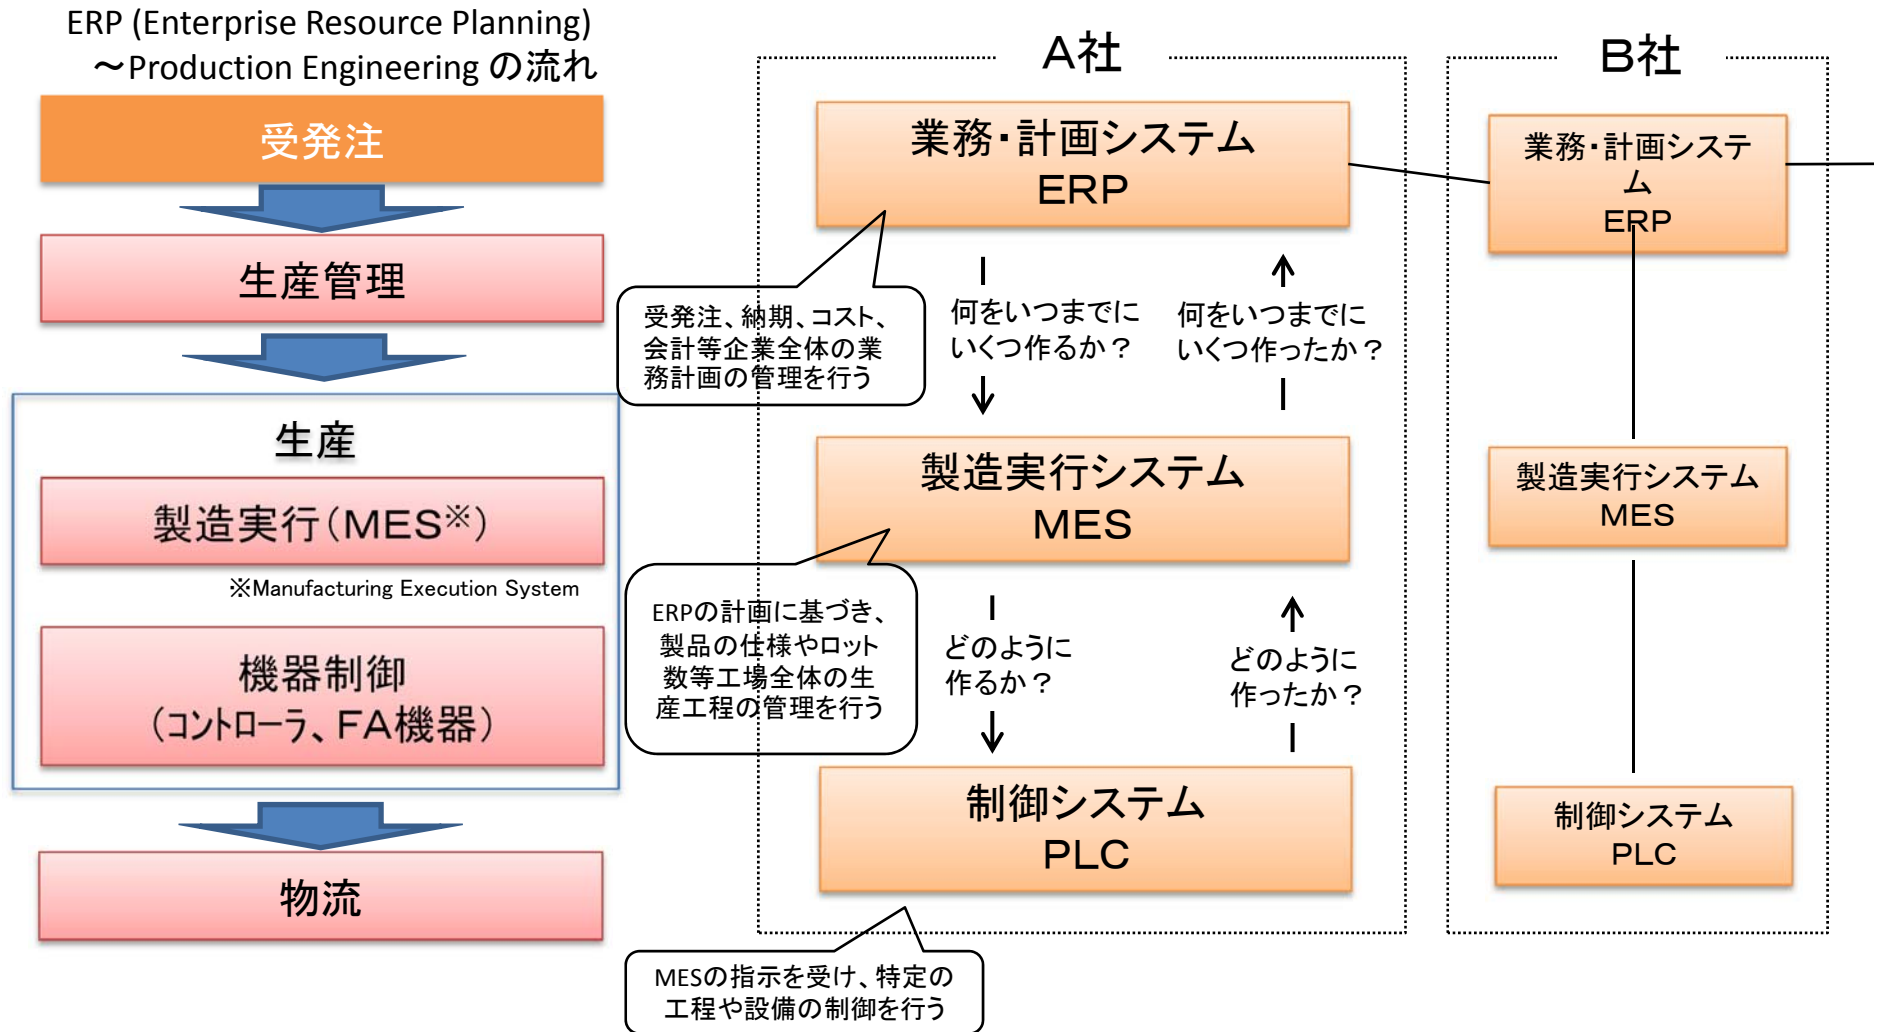 ERP (Enterprise Resource Planning)
～Production Engineering の流れ
受発注
生産管理
生産
製造実行（MES※）
※Manufacturing Execution System
機器制御
（コントローラ、FA機器）
物流
A社
業務・計画システム
ERP
受発注、納期、コスト、
会計等企業全体の業
務計画の管理を行う
何をいつまでに
いくつ作るか？
何をいつまでに
いくつ作ったか？
製造実行システム
MES
ERPの計画に基づき、
製品の仕様やロット
数等工場全体の生
産工程の管理を行う
どのように
作るか？
どのように
作ったか？
制御システム
PLC
MESの指示を受け、特定の
工程や設備の制御を行う
B社
業務・計画システ
ム
ERP
製造実行システム
MES
制御システム
PLC